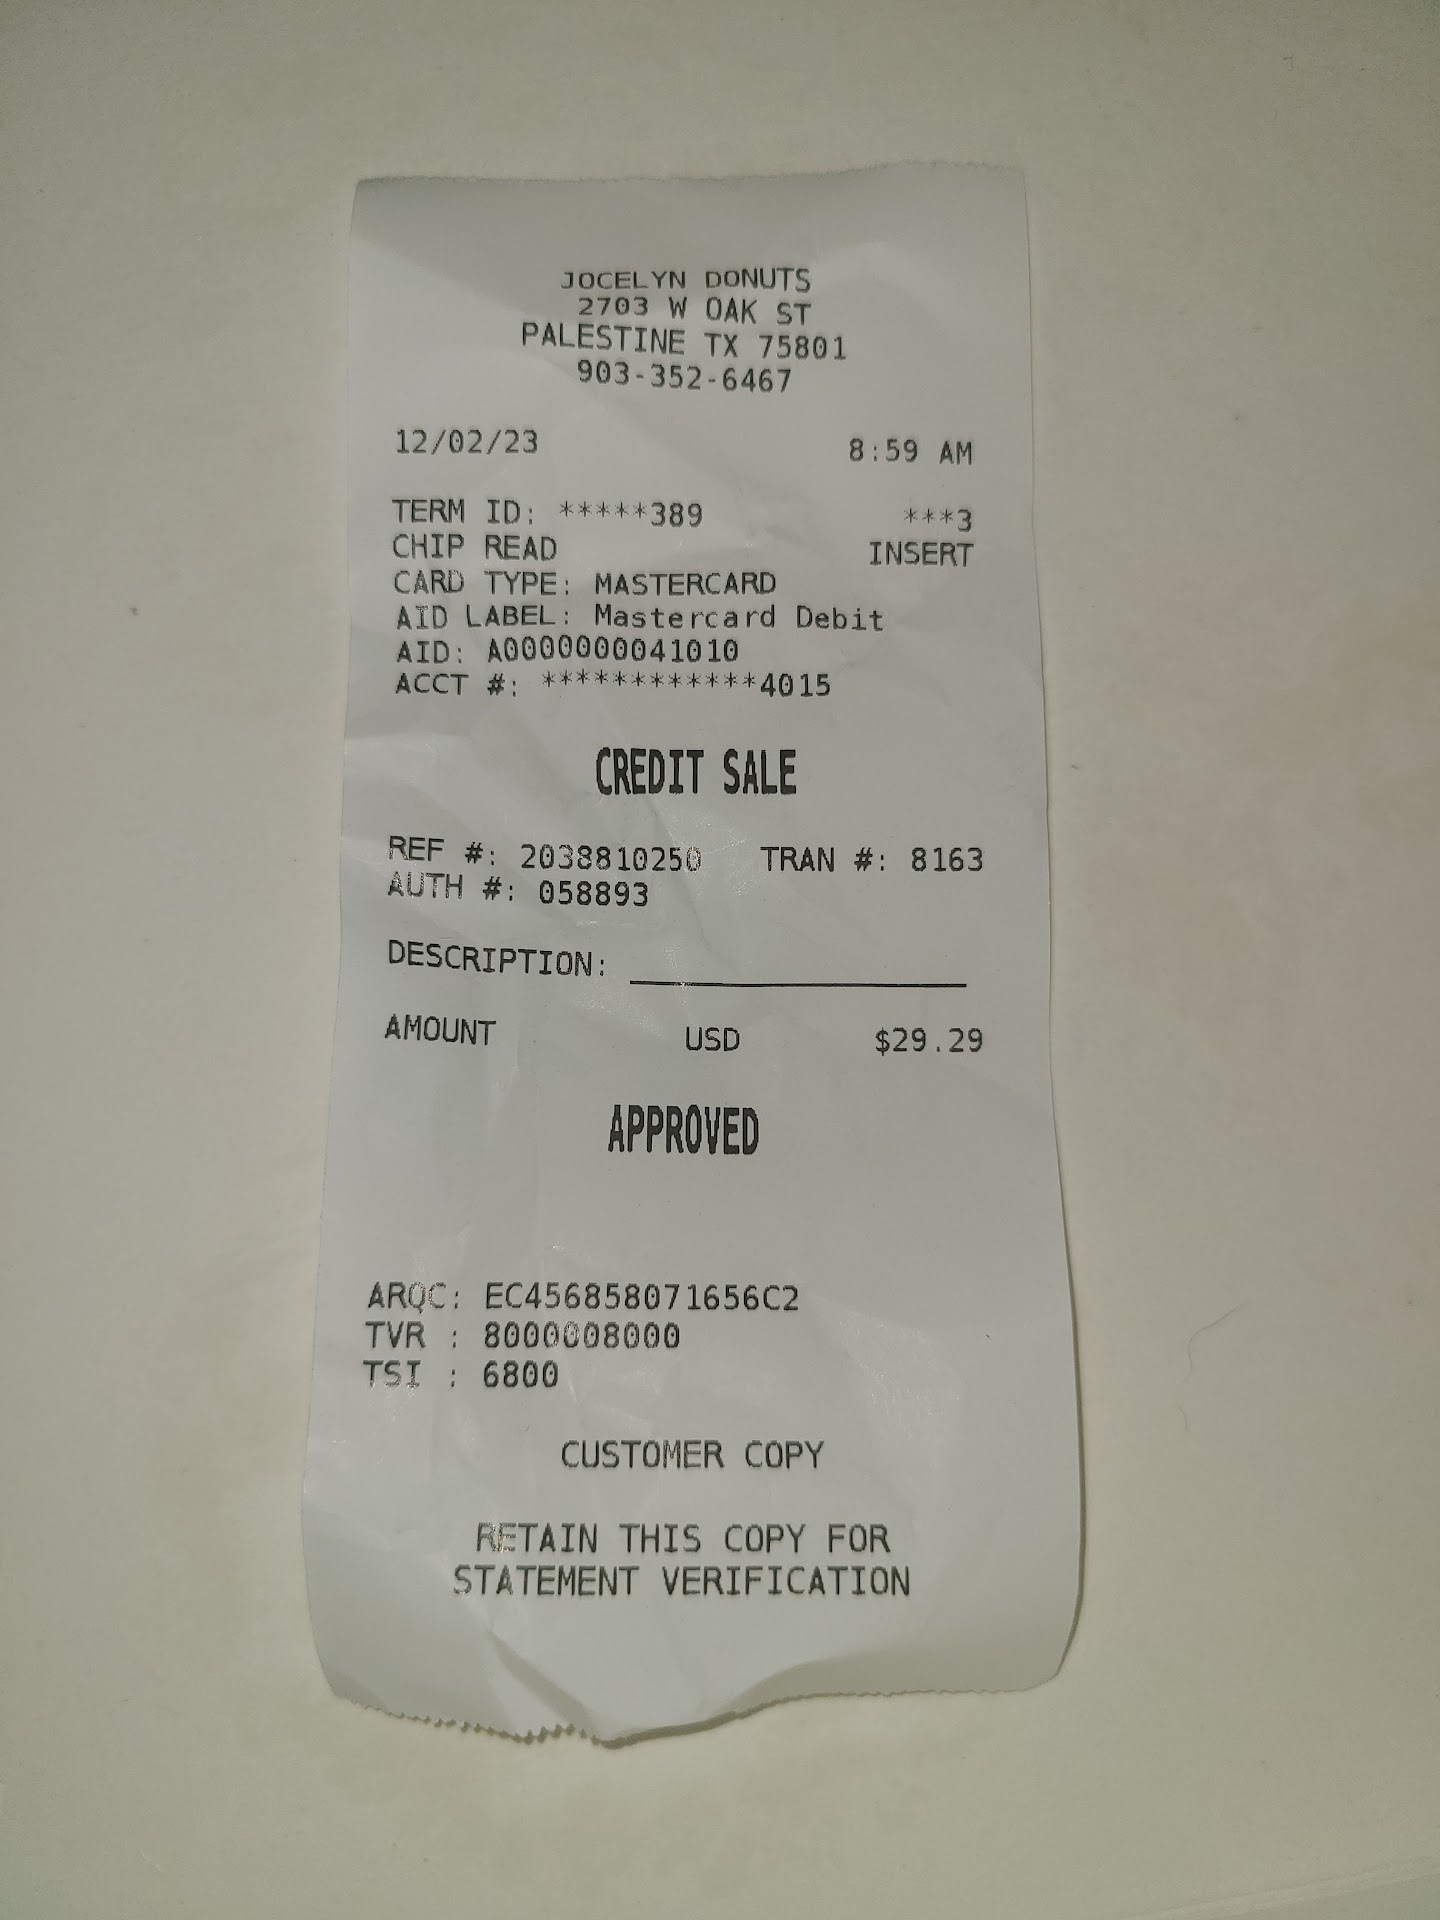 JOCELYN DONUTS
2703 W OAK ST
PALESTINE TX 75801
903-352-6467
12/02/23 8:59 AM
TERM ID: *****389 ***3
CHIP READ INSERT
CARD TYPE: MASTERCARD
AID LABEL: Mastercard Debit
AID: A0000000041010
ACCT #: ************4015
CREDIT SALE
REF #: 2038810250 TRAN #: 8163
AUTH #: 058893
DESCRIPTION:
AMOUNT USD $29.29
APPROVED
ARQC: EC456858071656C2
TVR : 8000008000
TSI : 6800
CUSTOMER COPY
RETAIN THIS COPY FOR
STATEMENT VERIFICATION